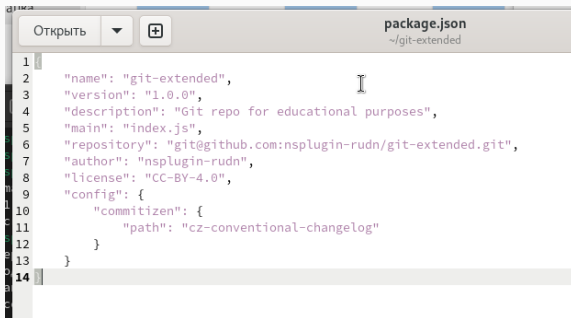 Открыть
package.json
~/git-extended
1 {
2     "name": "git-extended",
3     "version": "1.0.0",
4     "description": "Git repo for educational purposes",
5     "main": "index.js",
6     "repository": "git@github.com:nsplugin-rudn/git-extended.git",
7     "author": "nsplugin-rudn",
8     "license": "CC-BY-4.0",
9     "config": {
10         "commitizen": {
11             "path": "cz-conventional-changelog"
12         }
13     }
14 }